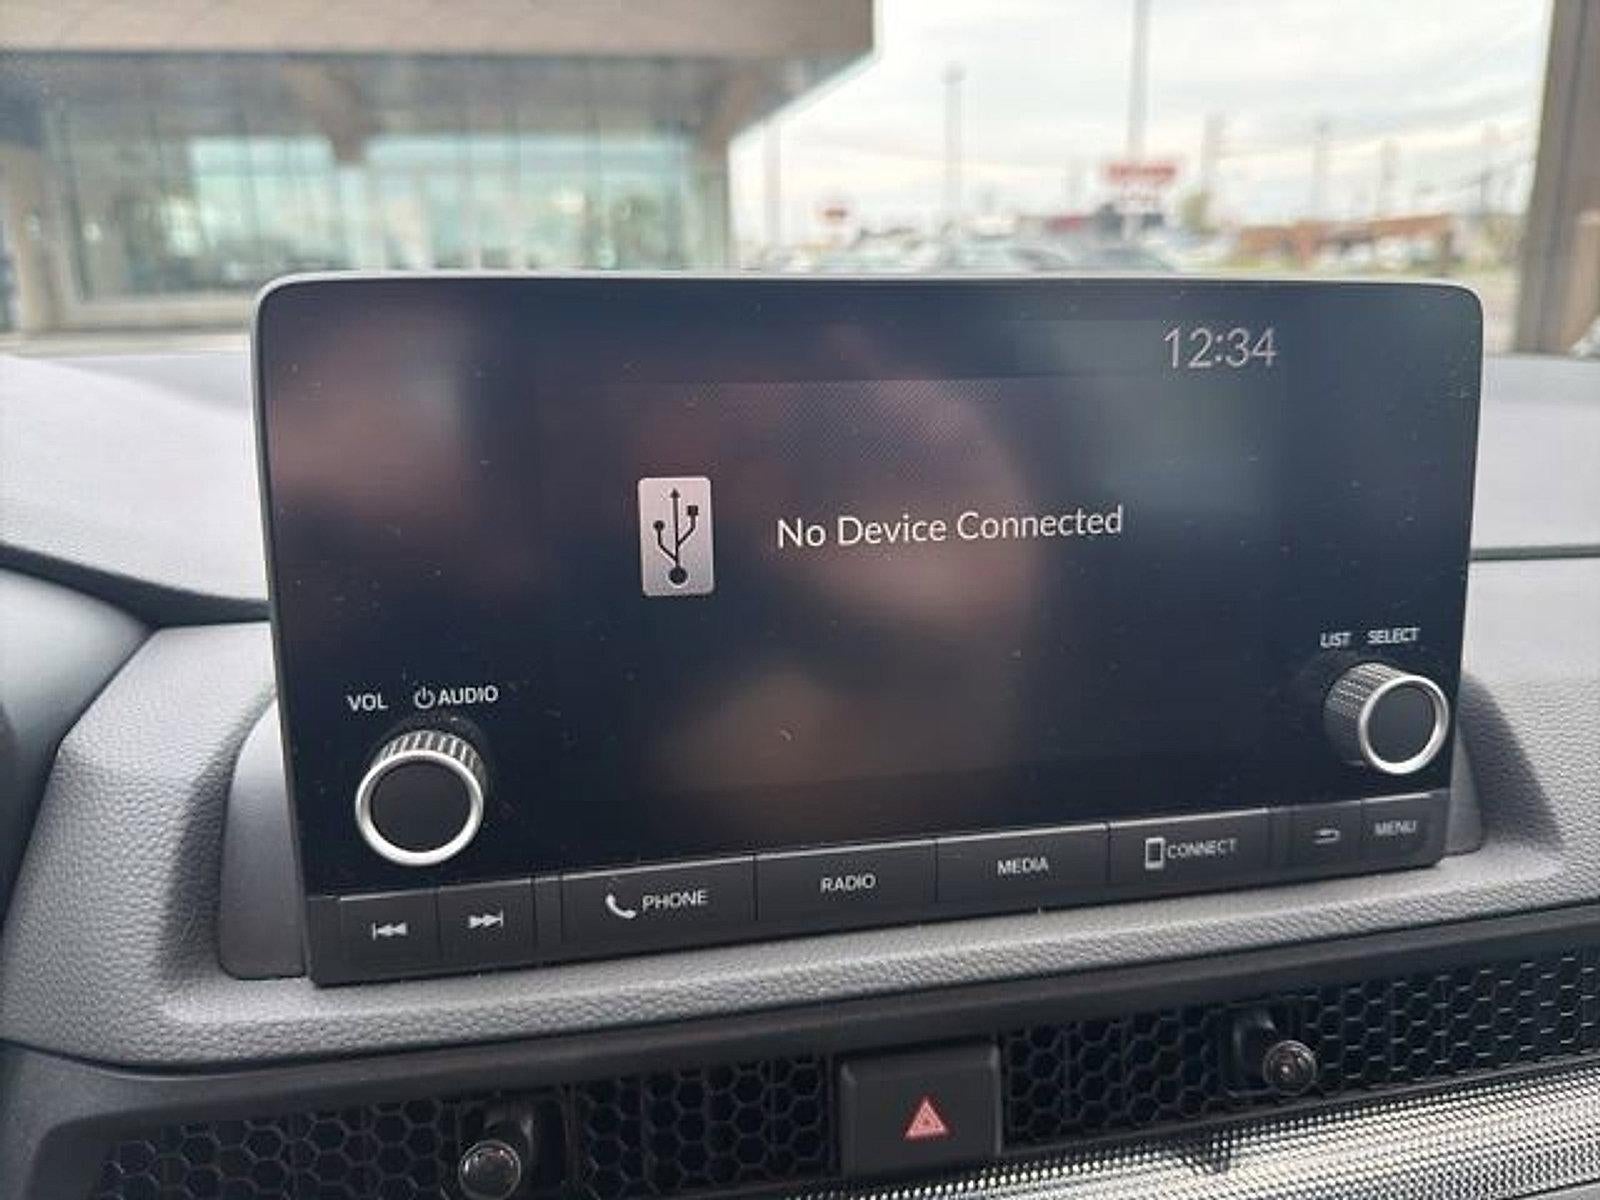 12:34
No Device Connected
LIST SELECT
VOL AUDIO
PHONE
RADIO
MEDIA
CONNECT
MENU